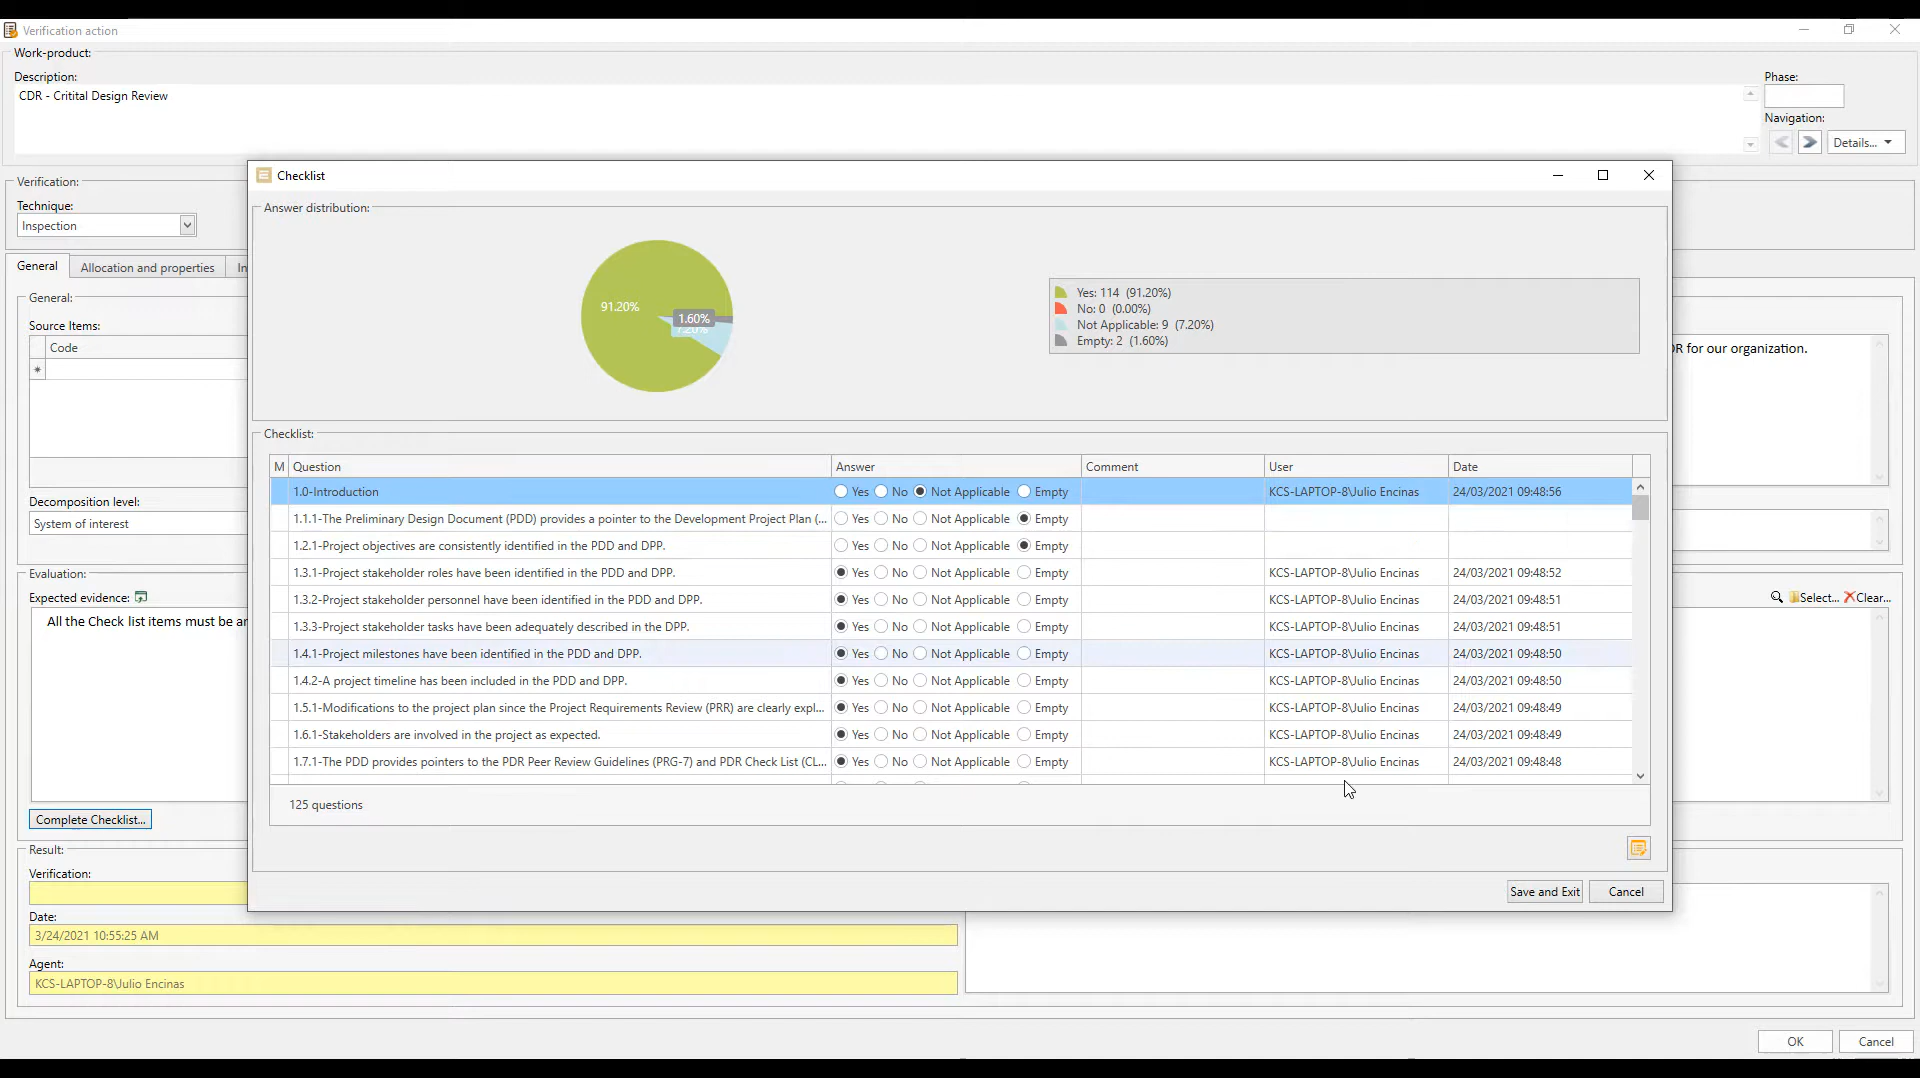 Verification action
Work-product:
Description:
CDR - Critital Design Review
Phase:
Navigation:
Details...
Verification:
Technique:
Inspection
General
Allocation and properties
In
General:
Source Items:
Code
*
Decomposition level:
System of interest
Evaluation:
Expected evidence:
All the Check list items must be an
Complete Checklist...
Result:
Verification:
Date:
3/24/2021 10:55:25 AM
Agent:
KCS-LAPTOP-8\Julio Encinas
R for our organization.
Select...
Clear...
OK
Cancel
Checklist
Answer distribution:
91.20%
1.60%
7.20%
Yes: 114 (91.20%)
No: 0 (0.00%)
Not Applicable: 9 (7.20%)
Empty: 2 (1.60%)
Checklist:
M Question Answer Comment User Date
1.0-Introduction Yes No Not Applicable Empty KCS-LAPTOP-8\Julio Encinas 24/03/2021 09:48:56
1.1.1-The Preliminary Design Document (PDD) provides a pointer to the Development Project Plan (... Yes No Not Applicable Empty
1.2.1-Project objectives are consistently identified in the PDD and DPP. Yes No Not Applicable Empty
1.3.1-Project stakeholder roles have been identified in the PDD and DPP. Yes No Not Applicable Empty KCS-LAPTOP-8\Julio Encinas 24/03/2021 09:48:52
1.3.2-Project stakeholder personnel have been identified in the PDD and DPP. Yes No Not Applicable Empty KCS-LAPTOP-8\Julio Encinas 24/03/2021 09:48:51
1.3.3-Project stakeholder tasks have been adequately described in the DPP. Yes No Not Applicable Empty KCS-LAPTOP-8\Julio Encinas 24/03/2021 09:48:51
1.4.1-Project milestones have been identified in the PDD and DPP. Yes No Not Applicable Empty KCS-LAPTOP-8\Julio Encinas 24/03/2021 09:48:50
1.4.2-A project timeline has been included in the PDD and DPP. Yes No Not Applicable Empty KCS-LAPTOP-8\Julio Encinas 24/03/2021 09:48:50
1.5.1-Modifications to the project plan since the Project Requirements Review (PRR) are clearly expl... Yes No Not Applicable Empty KCS-LAPTOP-8\Julio Encinas 24/03/2021 09:48:49
1.6.1-Stakeholders are involved in the project as expected. Yes No Not Applicable Empty KCS-LAPTOP-8\Julio Encinas 24/03/2021 09:48:49
1.7.1-The PDD provides pointers to the PDR Peer Review Guidelines (PRG-7) and PDR Check List (CL... Yes No Not Applicable Empty KCS-LAPTOP-8\Julio Encinas 24/03/2021 09:48:48
125 questions
Save and Exit
Cancel